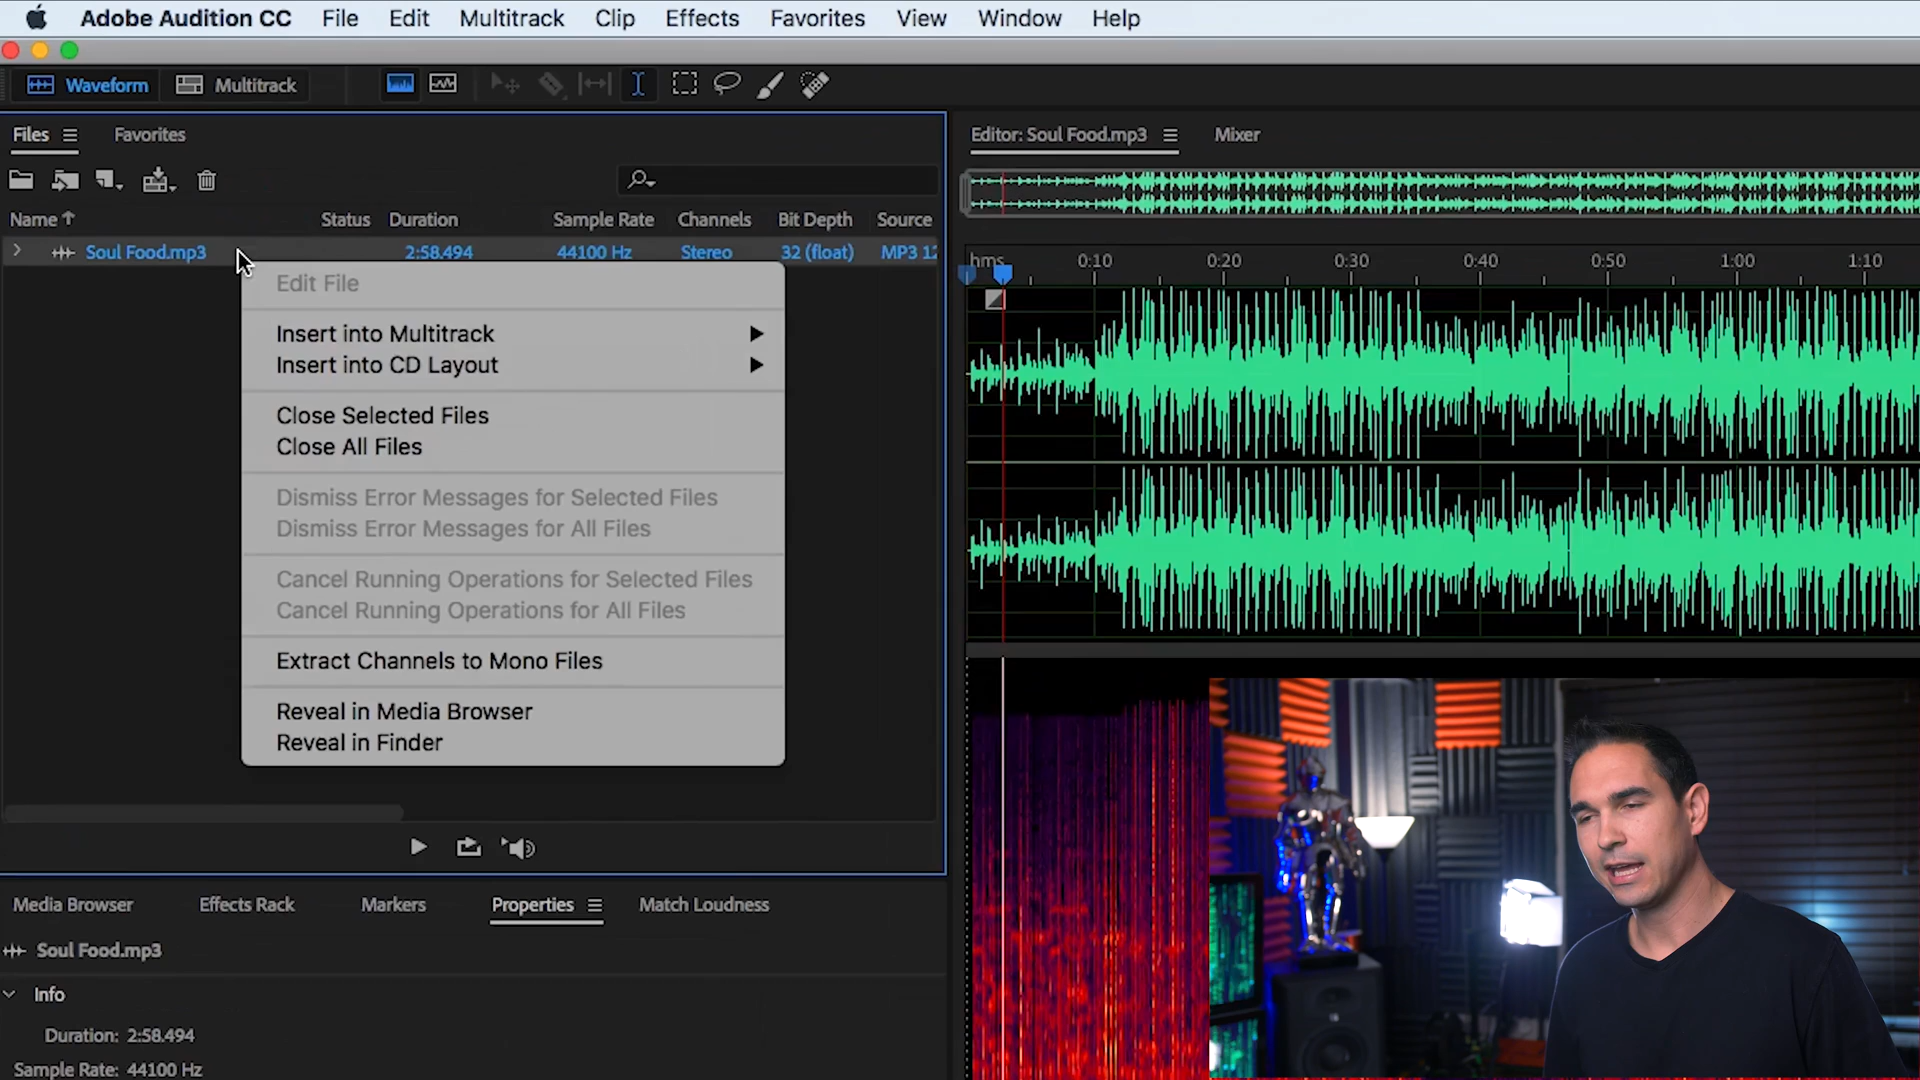 Adobe Audition CC File Edit Multitrack Clip Effects Favorites View Window Help
Waveform Multitrack
Files Favorites
Editor: Soul Food.mp3 Mixer
Name Status Duration Sample Rate Channels Bit Depth Source
Soul Food.mp3 2:58.494 44100 Hz Stereo 32 (float) MP3 12
hms 0:10 0:20 0:30 0:40 0:50 1:00 1:10
Edit File
Insert into Multitrack
Insert into CD Layout
Close Selected Files
Close All Files
Dismiss Error Messages for Selected Files
Dismiss Error Messages for All Files
Cancel Running Operations for Selected Files
Cancel Running Operations for All Files
Extract Channels to Mono Files
Reveal in Media Browser
Reveal in Finder
Media Browser Effects Rack Markers Properties Match Loudness
Soul Food.mp3
Info
Duration: 2:58.494
Sample Rate: 44100 Hz